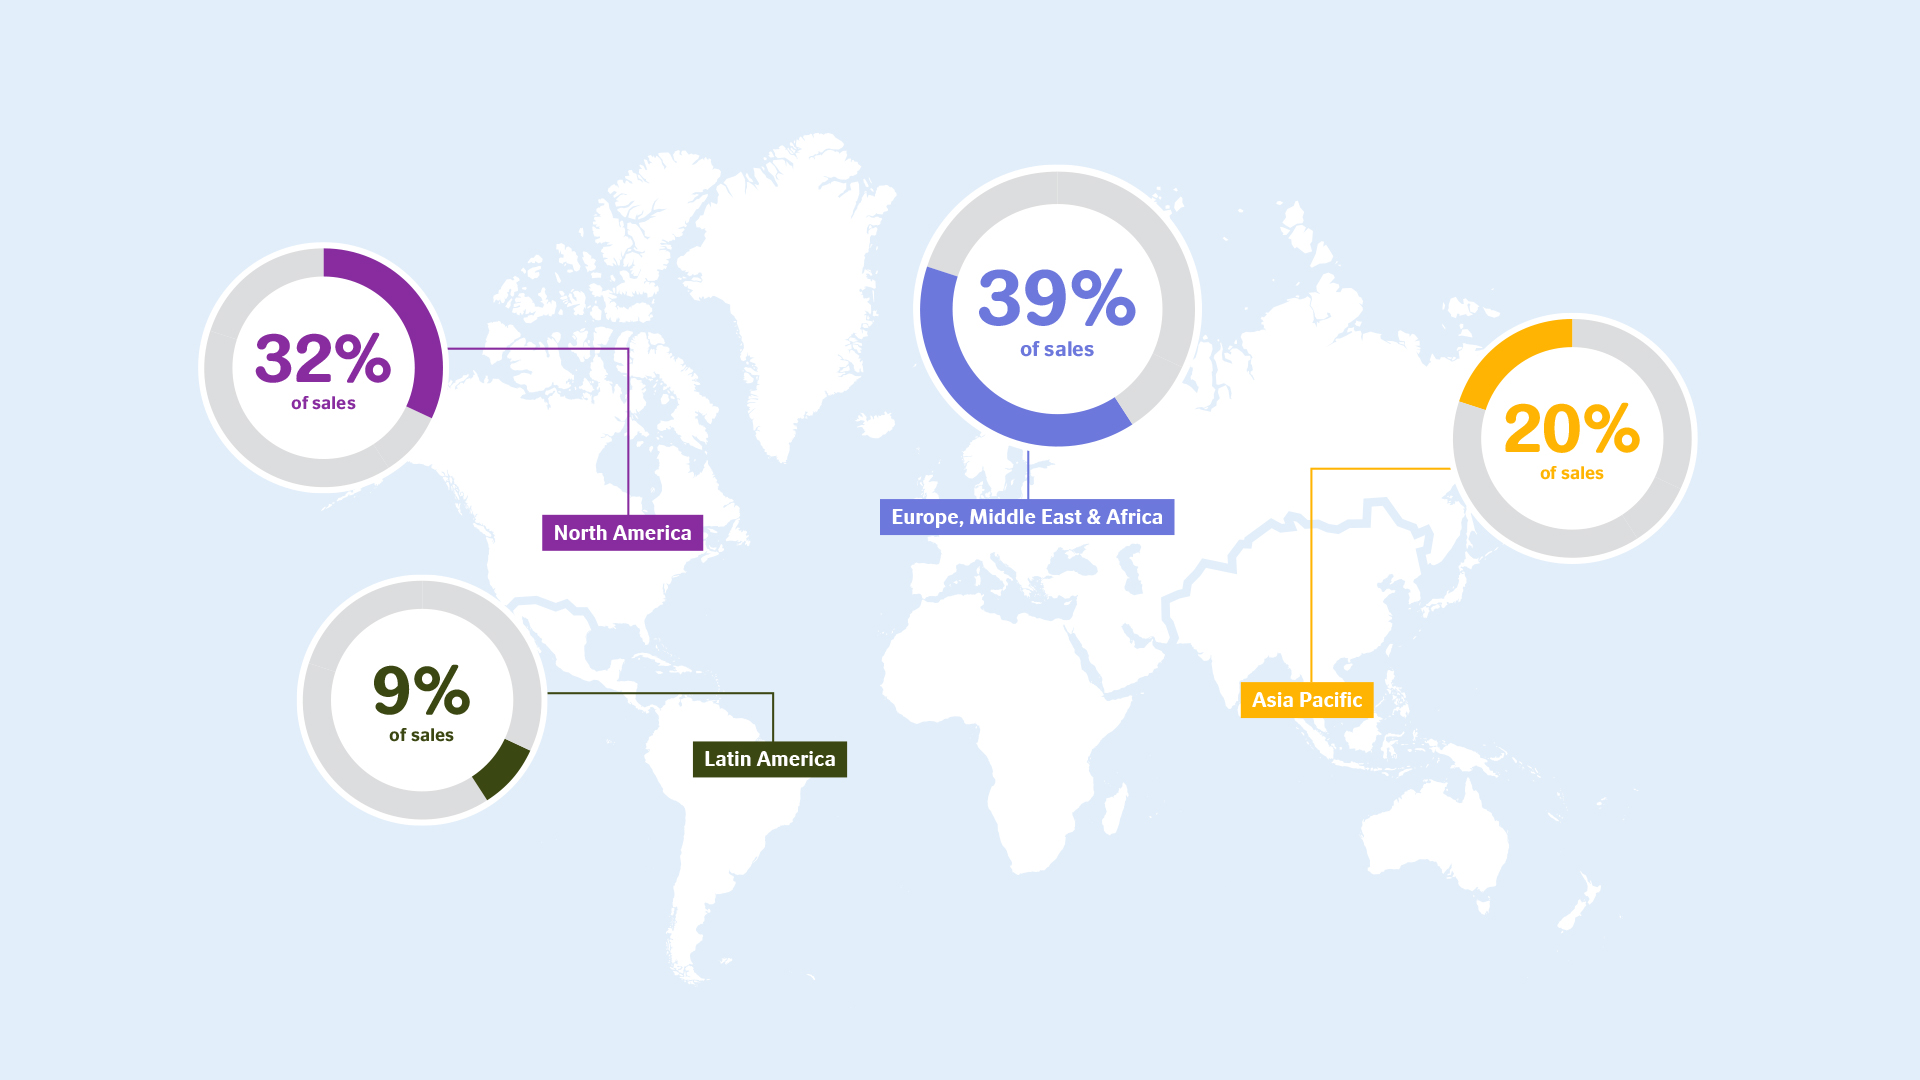 32%
of sales
North America
39%
of sales
Europe, Middle East & Africa
20%
of sales
Asia Pacific
9%
of sales
Latin America